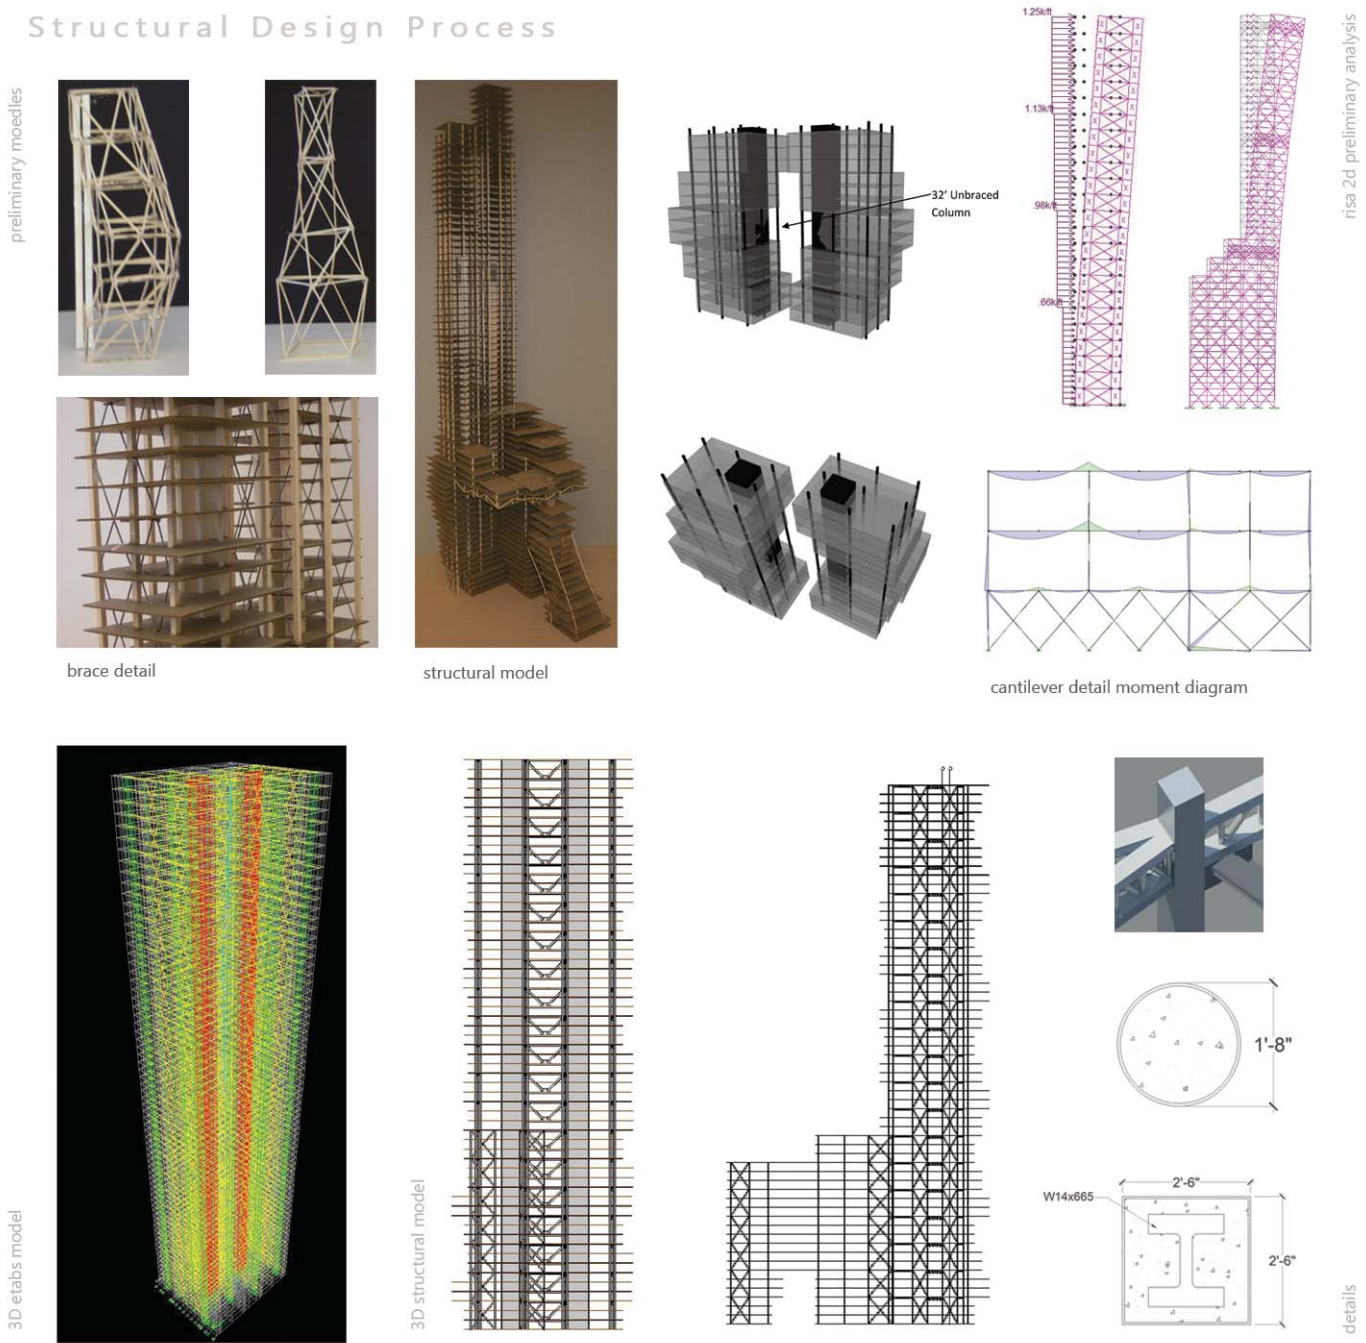 Structural Design Process
preliminary moedles
brace detail
structural model
32' Unbraced
Column
1.25k/ft
1.13k/f
.98k/ft
.66k/ft
risa 2d preliminary analysis
cantilever detail moment diagram
3D etabs model
3D structural model
1'-8"
W14x665
2'-6"
2'-6"
details